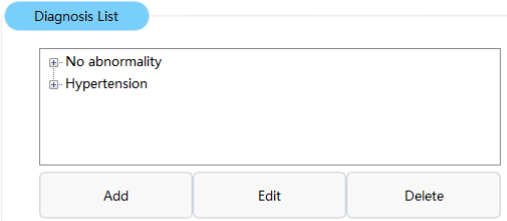 Diagnosis List
No abnormality
Hypertension
Add Edit Delete